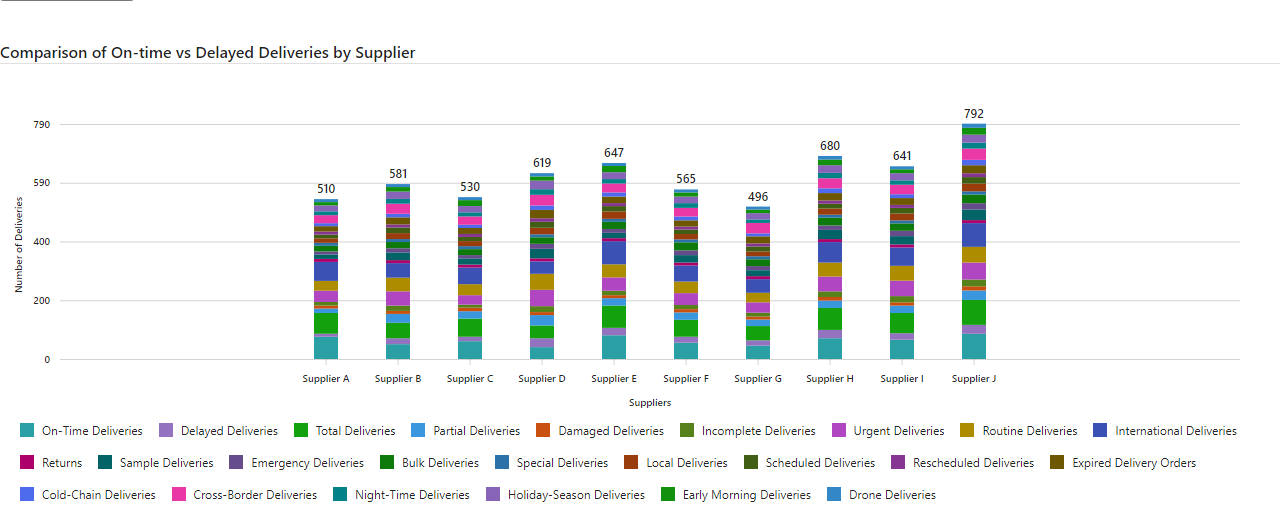 Comparison of On-time vs Delayed Deliveries by Supplier
792
790
680
647
641
619
581
565
590
530
510
496
400
200
0
Number of Deliveries
Supplier A Supplier B Supplier C Supplier D Supplier E Supplier F Supplier G Supplier H Supplier I Supplier J
Suppliers
On-Time Deliveries Delayed Deliveries Total Deliveries Partial Deliveries Damaged Deliveries Incomplete Deliveries Urgent Deliveries Routine Deliveries International Deliveries
Returns Sample Deliveries Emergency Deliveries Bulk Deliveries Special Deliveries Local Deliveries Scheduled Deliveries Rescheduled Deliveries Expired Delivery Orders
Cold-Chain Deliveries Cross-Border Deliveries Night-Time Deliveries Holiday-Season Deliveries Early Morning Deliveries Drone Deliveries